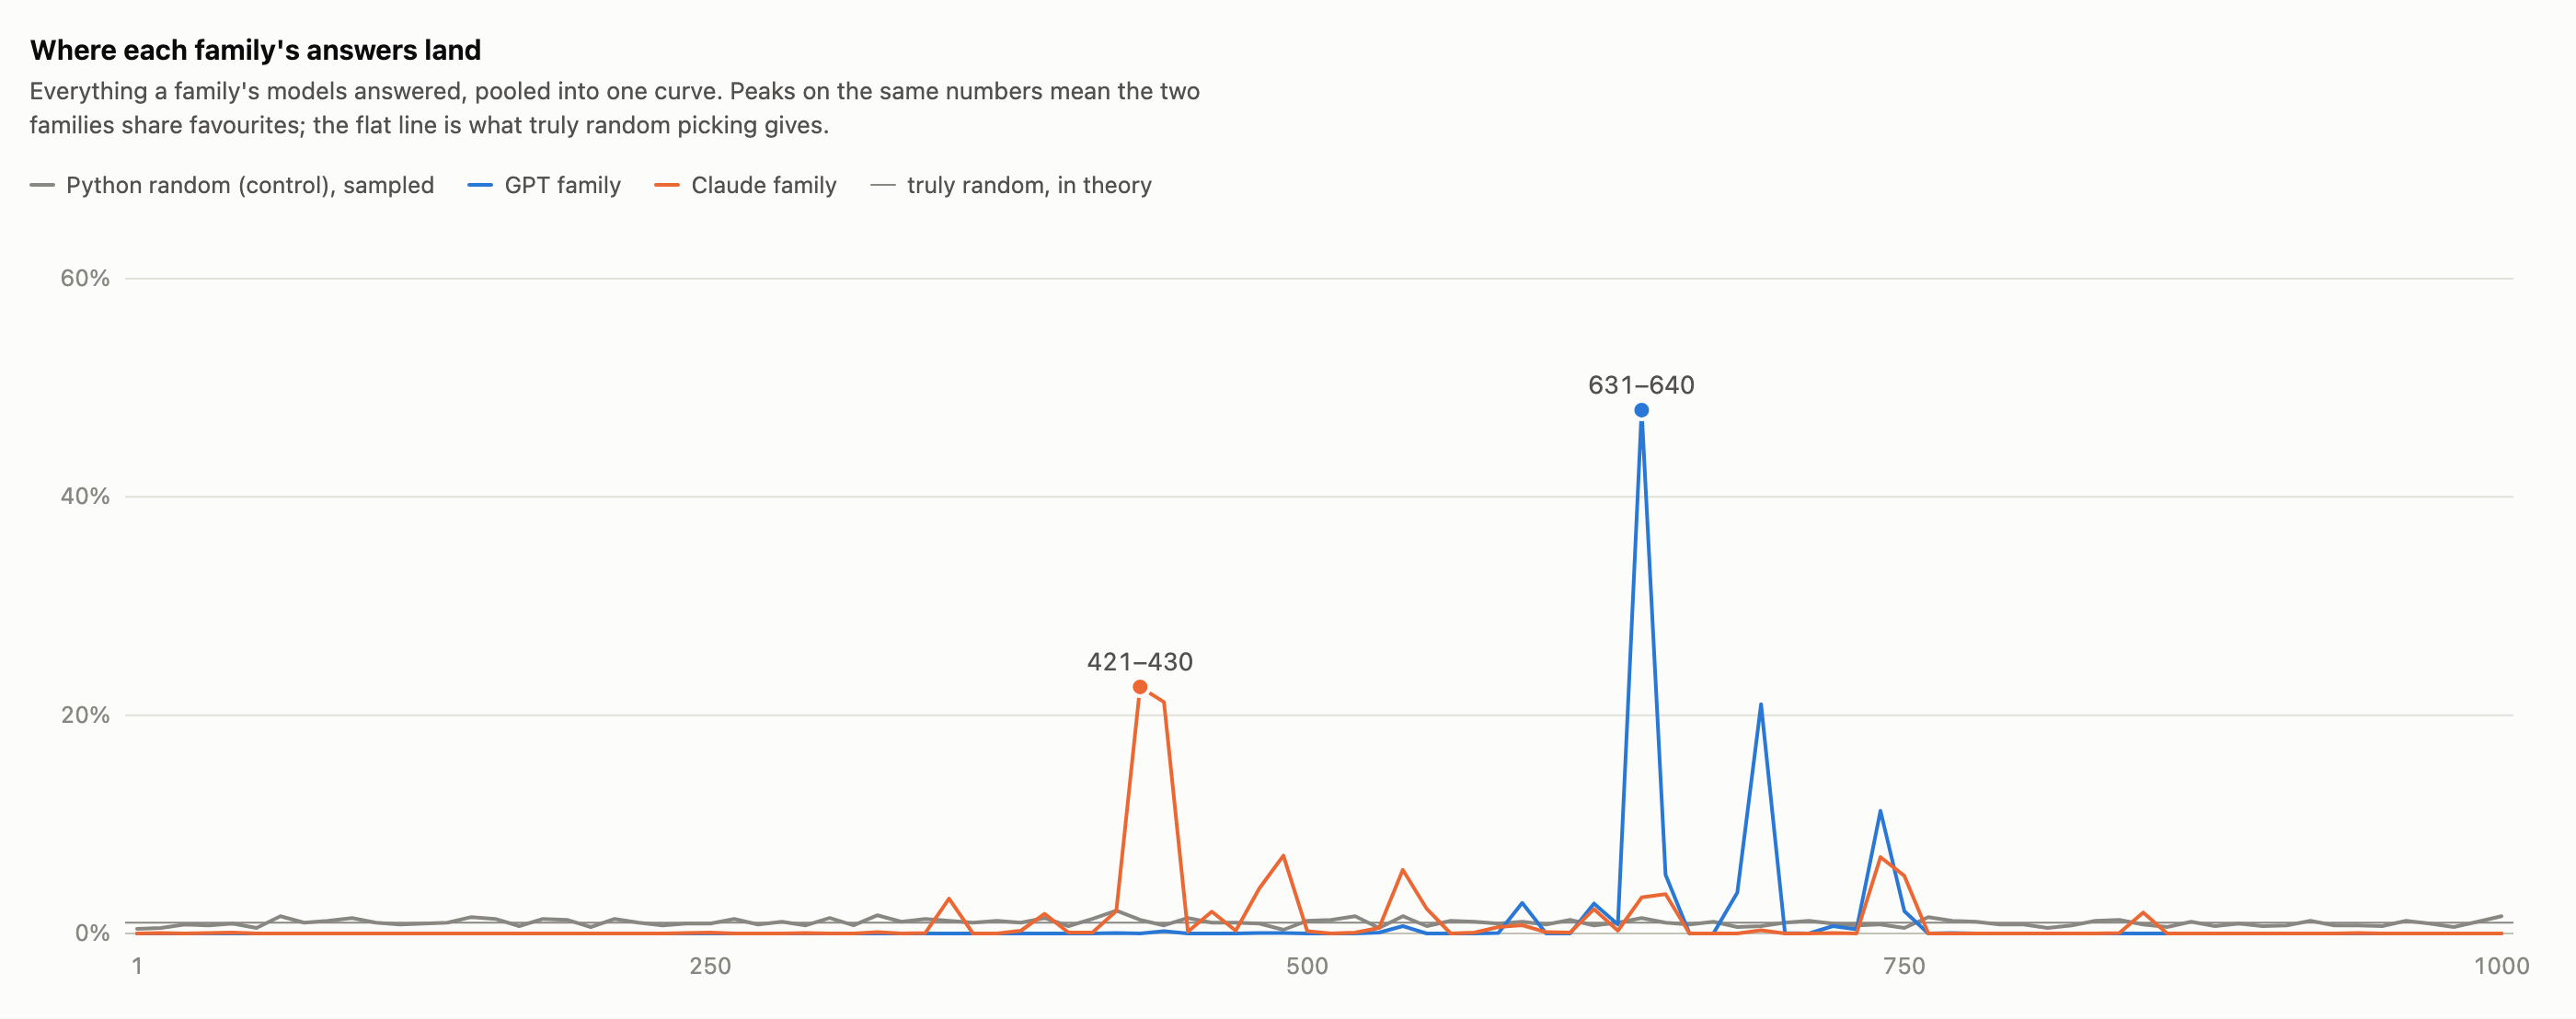 Where each family's answers land
Everything a family's models answered, pooled into one curve. Peaks on the same numbers mean the two
families share favourites; the flat line is what truly random picking gives.
Python random (control), sampled
GPT family
Claude family
truly random, in theory
60%
631–640
40%
421–430
20%
0%
1
250
500
750
1000